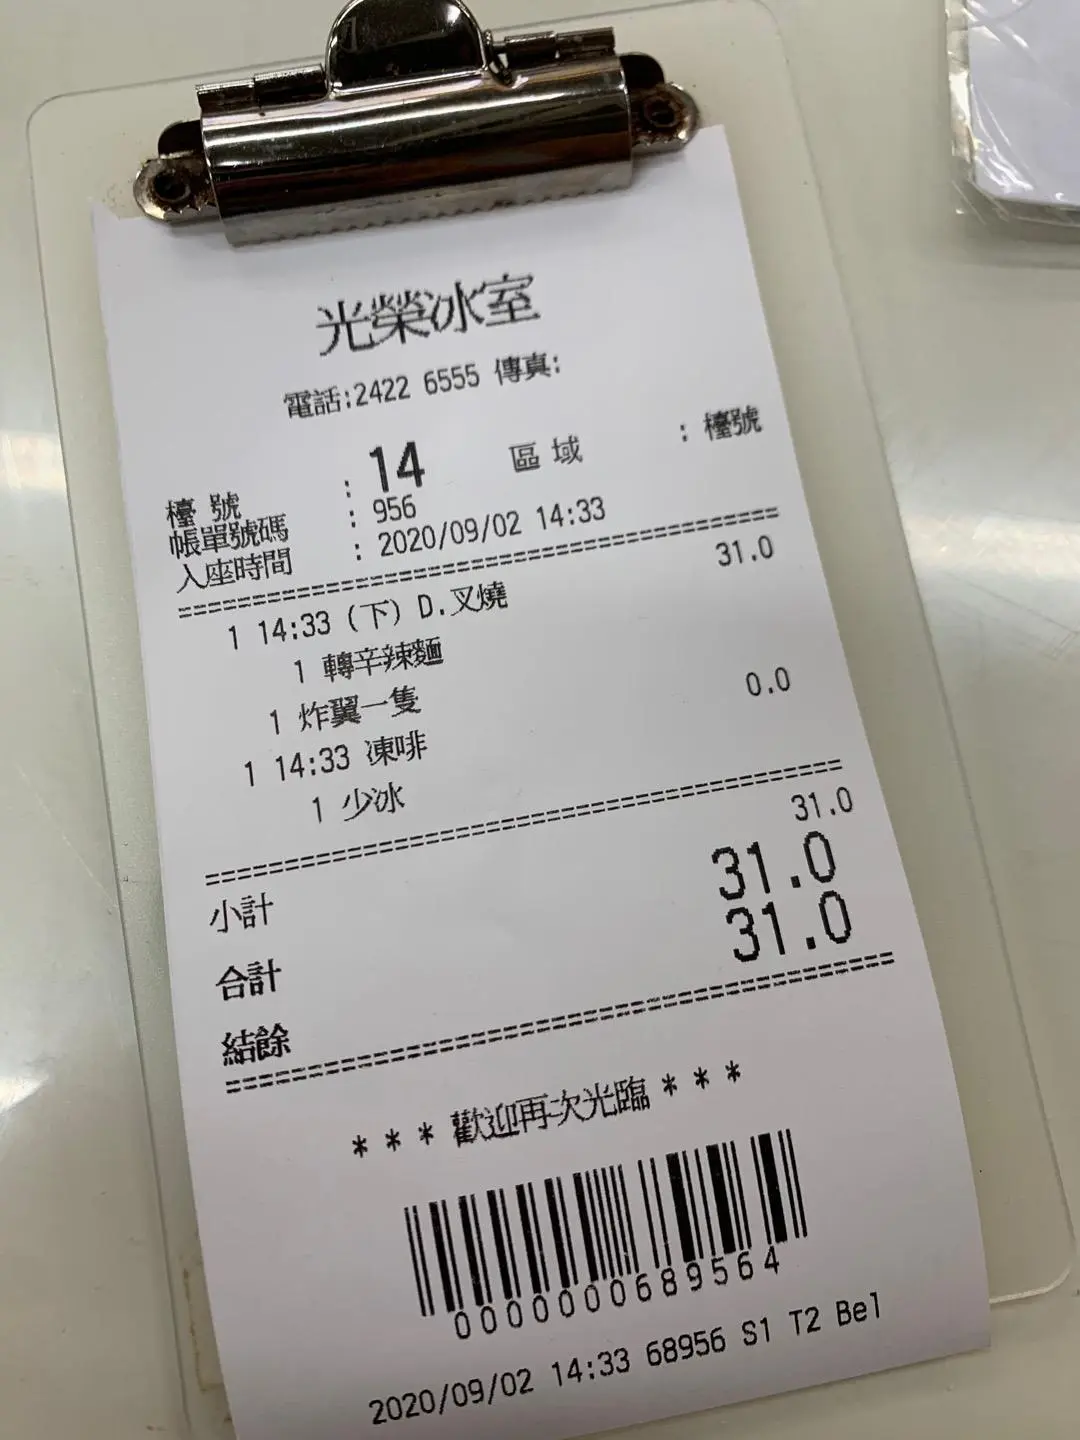 光榮冰室
電話:2422 6555 傳真:
檯 號 : 14 區 域 : 檯號
帳單號碼 : 956
入座時間 : 2020/09/02 14:33
================================
1 14:33 (下) D.叉燒 31.0
1 轉辛辣麵
1 炸翼一隻
1 14:33 凍啡 0.0
1 少冰
================================
小計 31.0
合計 31.0
結餘 31.0
================================
* * * 歡迎再次光臨 * * *
0000000689564
2020/09/02 14:33 68956 S1 T2 Bel